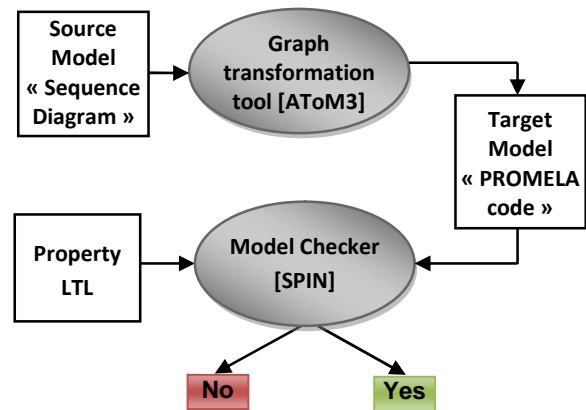 Source
Model
« Sequence
Diagram »
Graph
transformation
tool [AToM3]
Target
Model
« PROMELA
code »
Property
LTL
Model Checker
[SPIN]
No
Yes